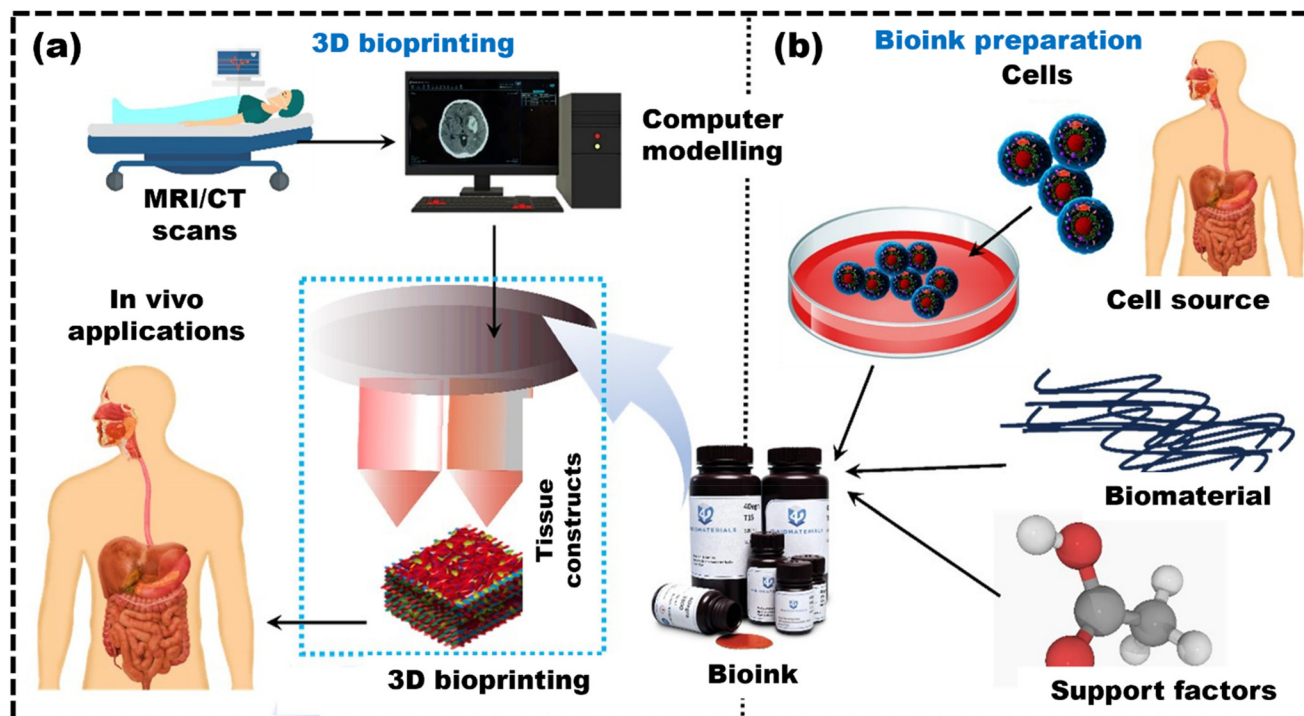 (a)
3D bioprinting
MRI/CT
scans
Computer
modelling
In vivo
applications
Tissue
constructs
3D bioprinting
(b)
Bioink preparation
Cells
Cell source
Biomaterial
Support factors
Bioink